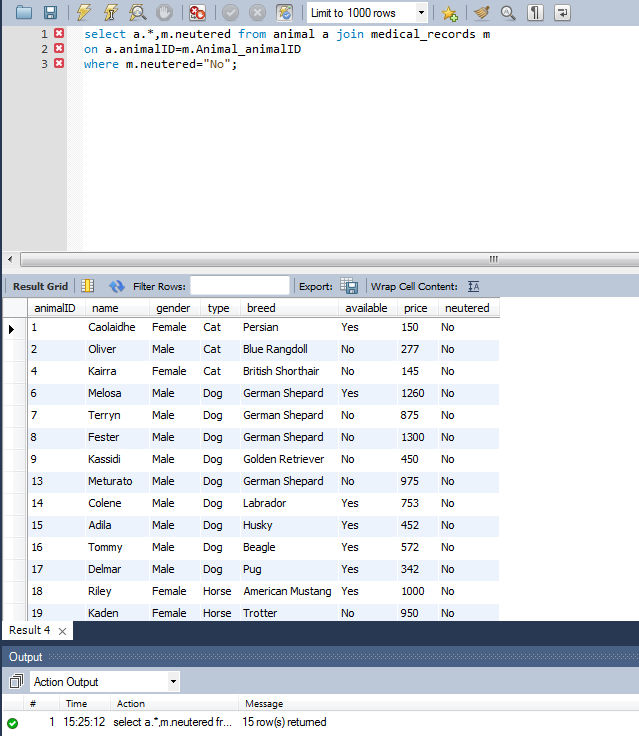 Limit to 1000 rows
1 select a.*,m.neutered from animal a join medical_records m
2 on a.animalID=m.Animal_animalID
3 where m.neutered="No";
Result Grid Filter Rows: Export: Wrap Cell Content: IA
animalID name gender type breed available price neutered
1 Caolaidhe Female Cat Persian Yes 150 No
2 Oliver Male Cat Blue Rangdoll No 277 No
4 Kairra Female Cat British Shorthair No 145 No
6 Melosa Male Dog German Shepard Yes 1260 No
7 Terryn Male Dog German Shepard No 875 No
8 Fester Male Dog German Shepard No 1300 No
9 Kassidi Male Dog Golden Retriever No 450 No
13 Meturato Male Dog German Shepard No 975 No
14 Colene Male Dog Labrador Yes 753 No
15 Adila Male Dog Husky Yes 452 No
16 Tommy Male Dog Beagle Yes 572 No
17 Delmar Male Dog Pug Yes 342 No
18 Riley Female Horse American Mustang Yes 1000 No
19 Kaden Female Horse Trotter No 950 No
Result 4
Output
Action Output
# Time Action Message
1 15:25:12 select a.*,m.neutered fr... 15 row(s) returned